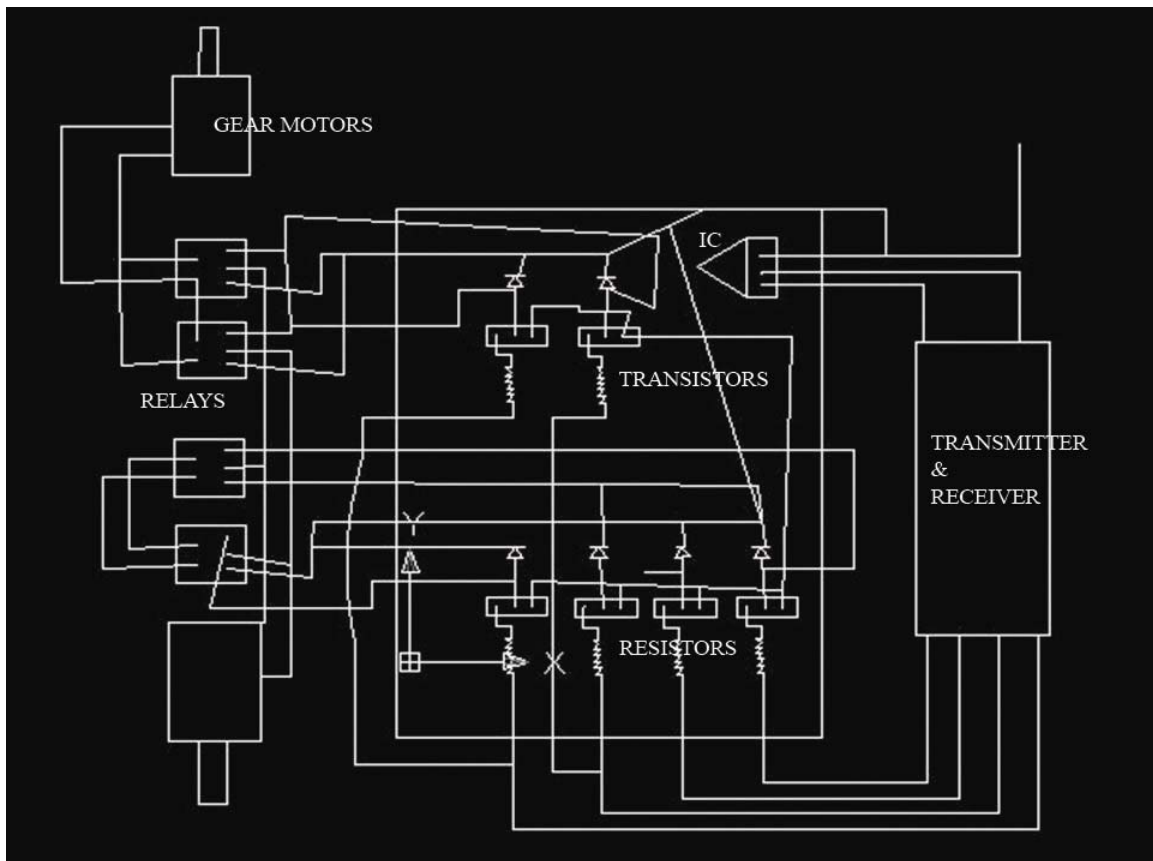 GEAR MOTORS
IC
TRANSISTORS
RELAYS
TRANSMITTER
&
RECEIVER
Y
RESISTORS
X